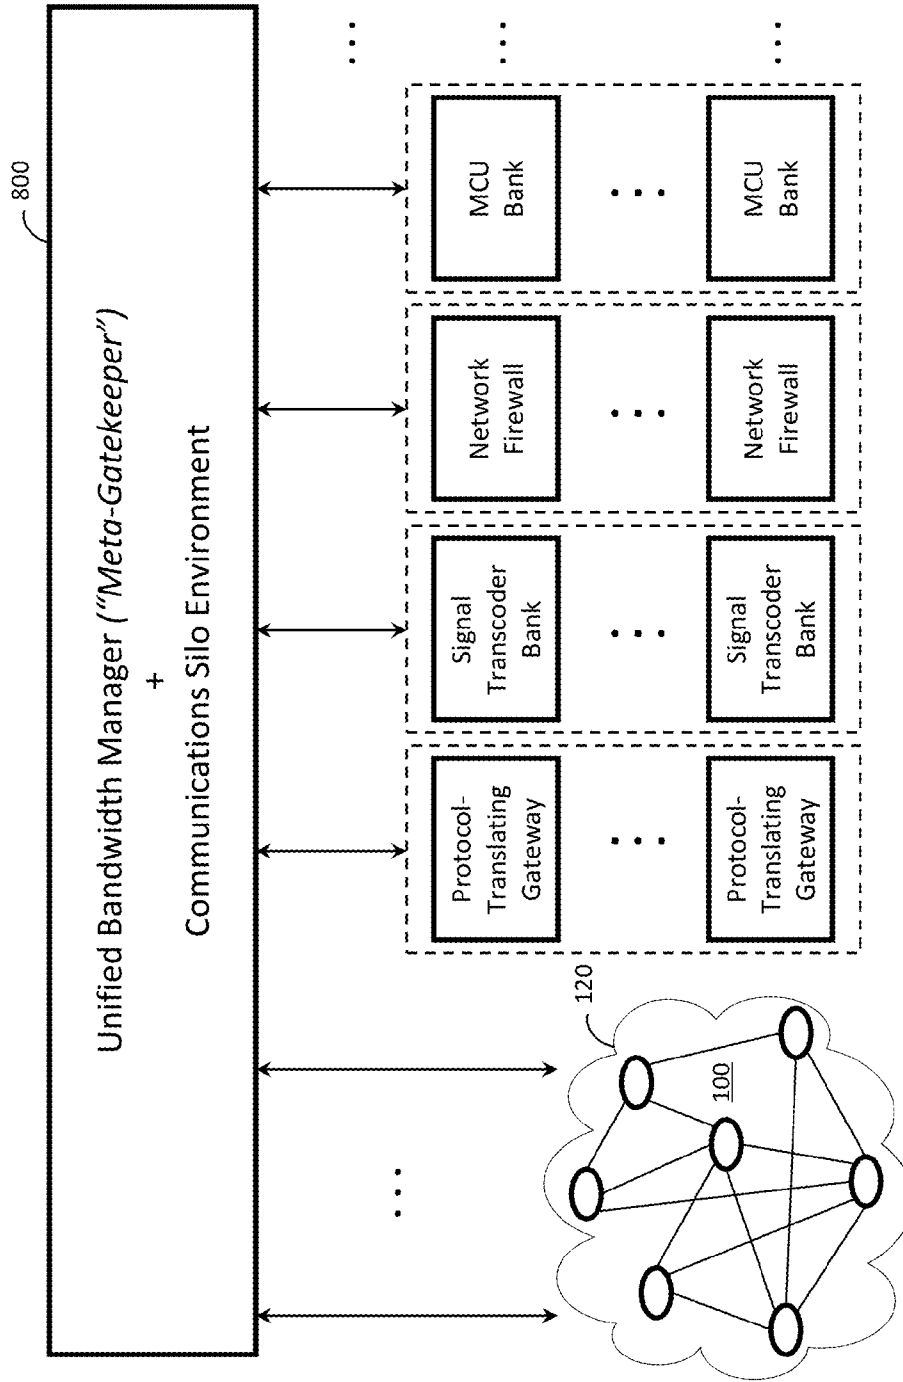 800
Unified Bandwidth Manager (“Meta-Gatekeeper”)
+
Communications Silo Environment
...
...
120
100
Protocol-
Translating
Gateway
...
Protocol-
Translating
Gateway
Signal
Transcoder
Bank
...
Signal
Transcoder
Bank
Network
Firewall
...
Network
Firewall
MCU
Bank
...
MCU
Bank
...
...